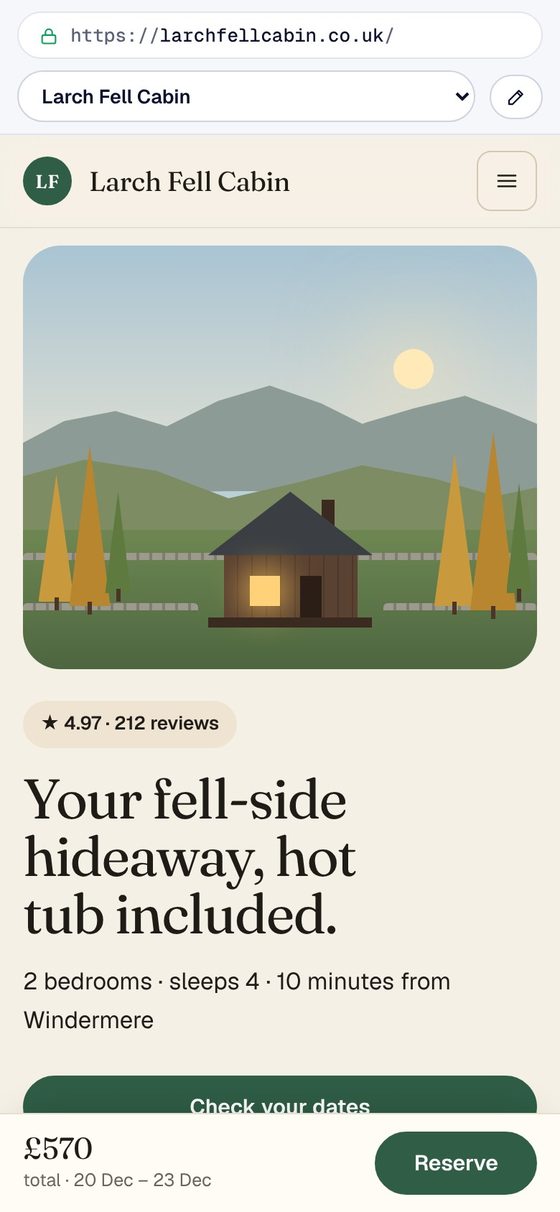 https://larchfellcabin.co.uk/
Larch Fell Cabin
LF
Larch Fell Cabin
★ 4.97 · 212 reviews
Your fell-side
hideaway, hot
tub included.
2 bedrooms · sleeps 4 · 10 minutes from
Windermere
Check your dates
£570
total · 20 Dec – 23 Dec
Reserve